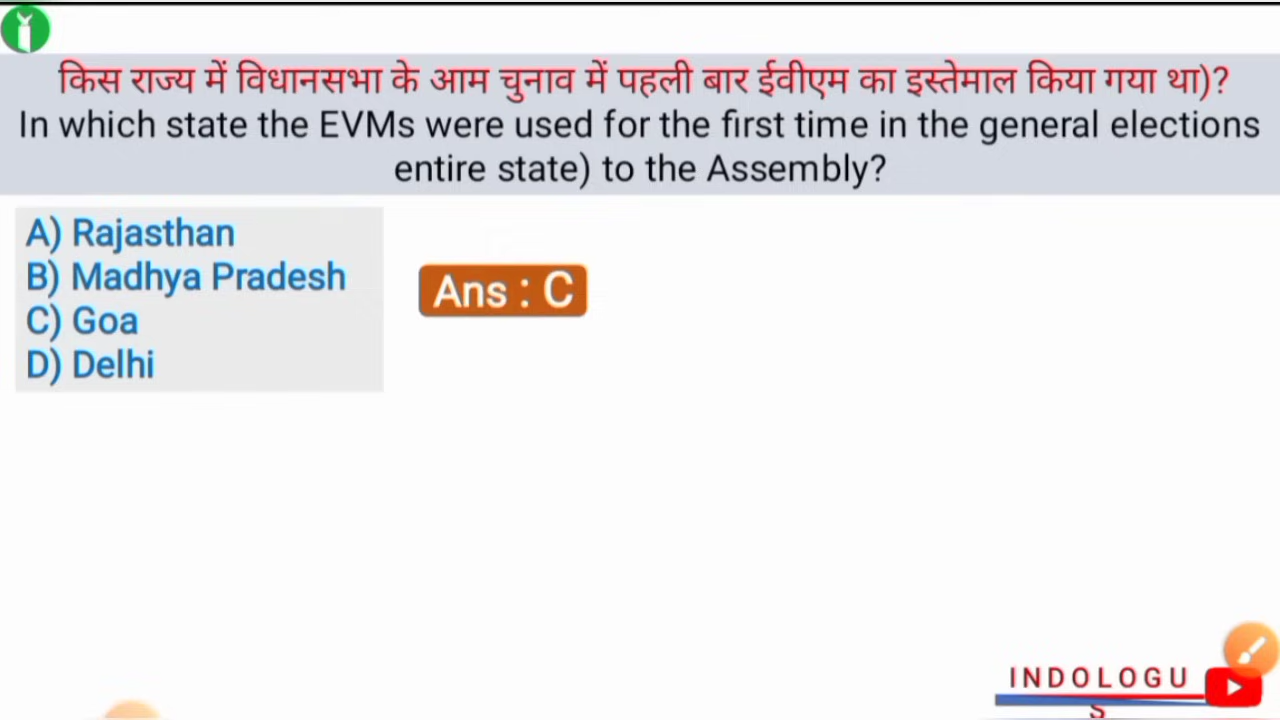 किस राज्य में विधानसभा के आम चुनाव में पहली बार ईवीएम का इस्तेमाल किया गया था)?
In which state the EVMs were used for the first time in the general elections
entire state) to the Assembly?
A) Rajasthan
B) Madhya Pradesh
C) Goa
D) Delhi
Ans : C
INDOLOGU
S